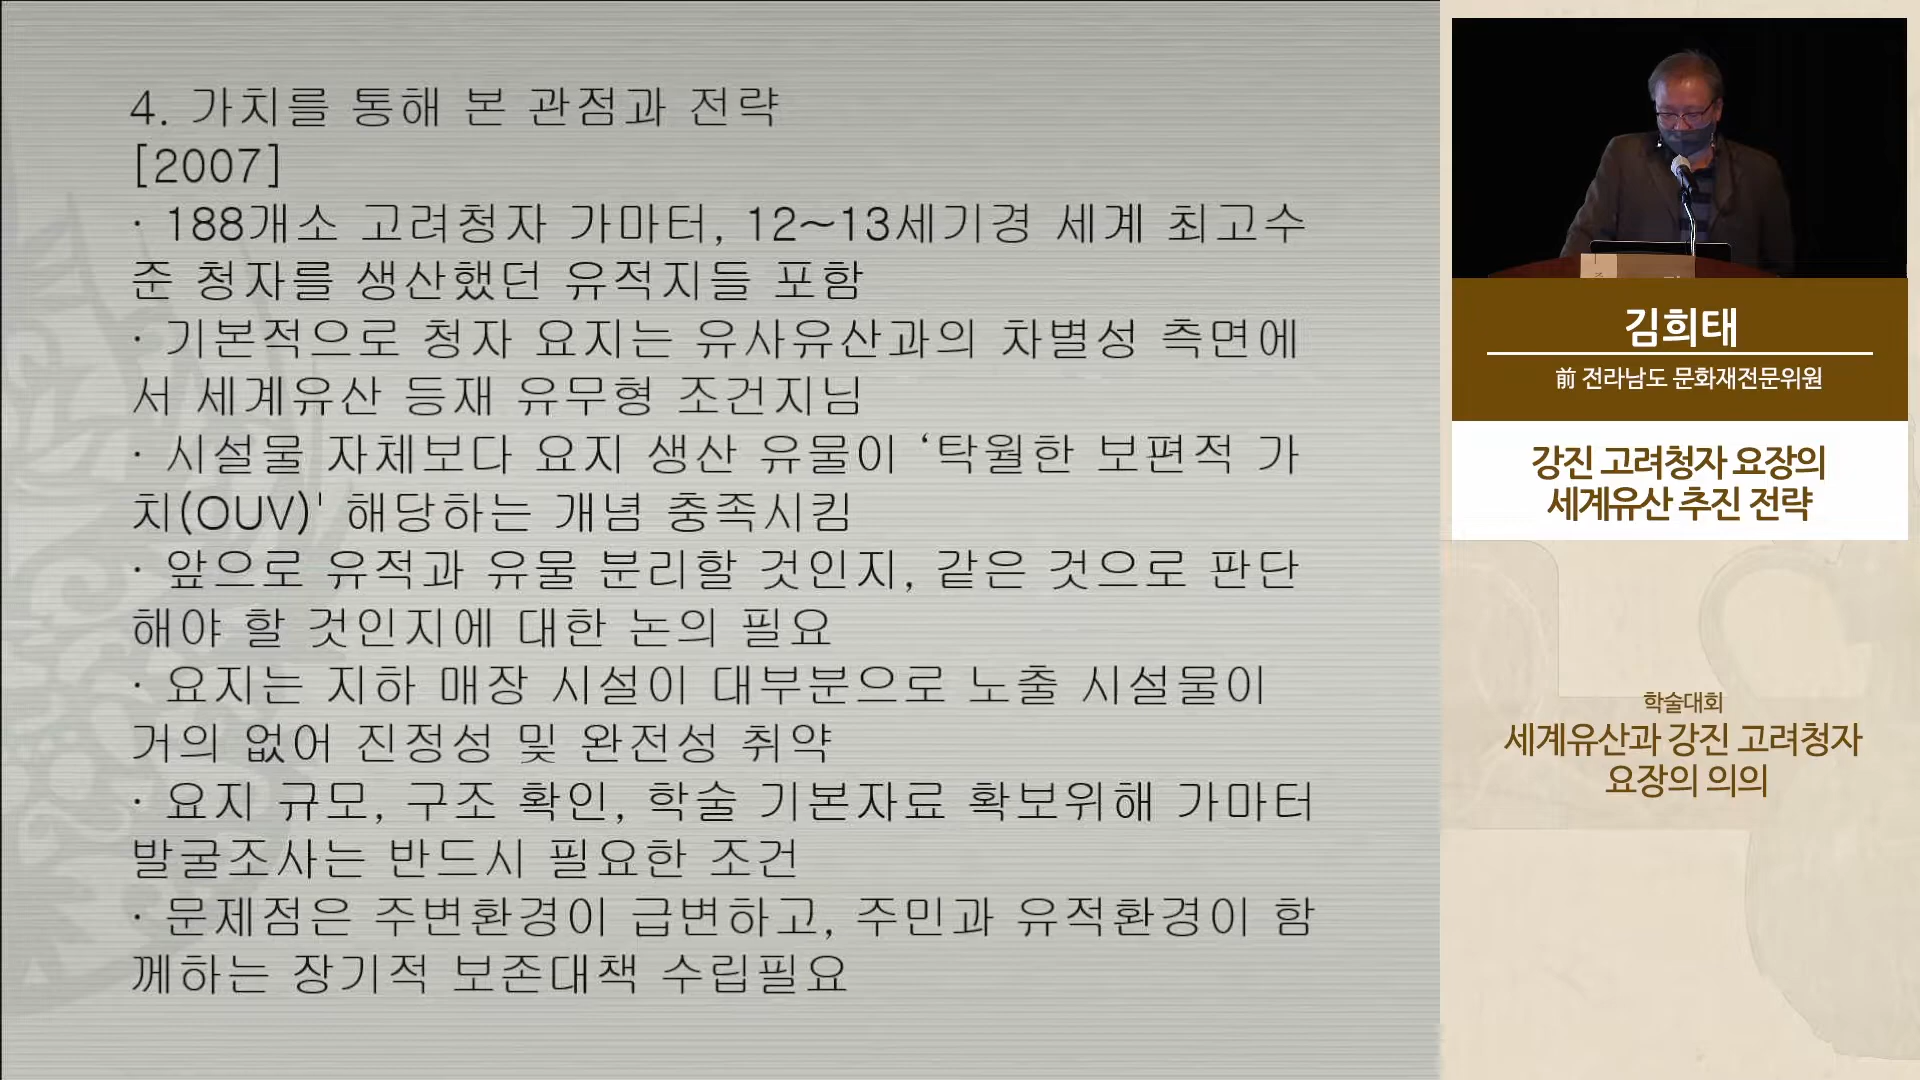 4. 가치를 통해 본 관점과 전략
[2007]
· 188개소 고려청자 가마터, 12~13세기경 세계 최고수
준 청자를 생산했던 유적지들 포함
· 기본적으로 청자 요지는 유사유산과의 차별성 측면에
서 세계유산 등재 유무형 조건지님
· 시설물 자체보다 요지 생산 유물이 ‘탁월한 보편적 가
치(OUV)' 해당하는 개념 충족시킴
· 앞으로 유적과 유물 분리할 것인지, 같은 것으로 판단
해야 할 것인지에 대한 논의 필요
· 요지는 지하 매장 시설이 대부분으로 노출 시설물이
거의 없어 진정성 및 완전성 취약
· 요지 규모, 구조 확인, 학술 기본자료 확보위해 가마터
발굴조사는 반드시 필요한 조건
· 문제점은 주변환경이 급변하고, 주민과 유적환경이 함
께하는 장기적 보존대책 수립필요
김희태
前 전라남도 문화재전문위원
강진 고려청자 요장의
세계유산 추진 전략
학술대회
세계유산과 강진 고려청자
요장의 의의